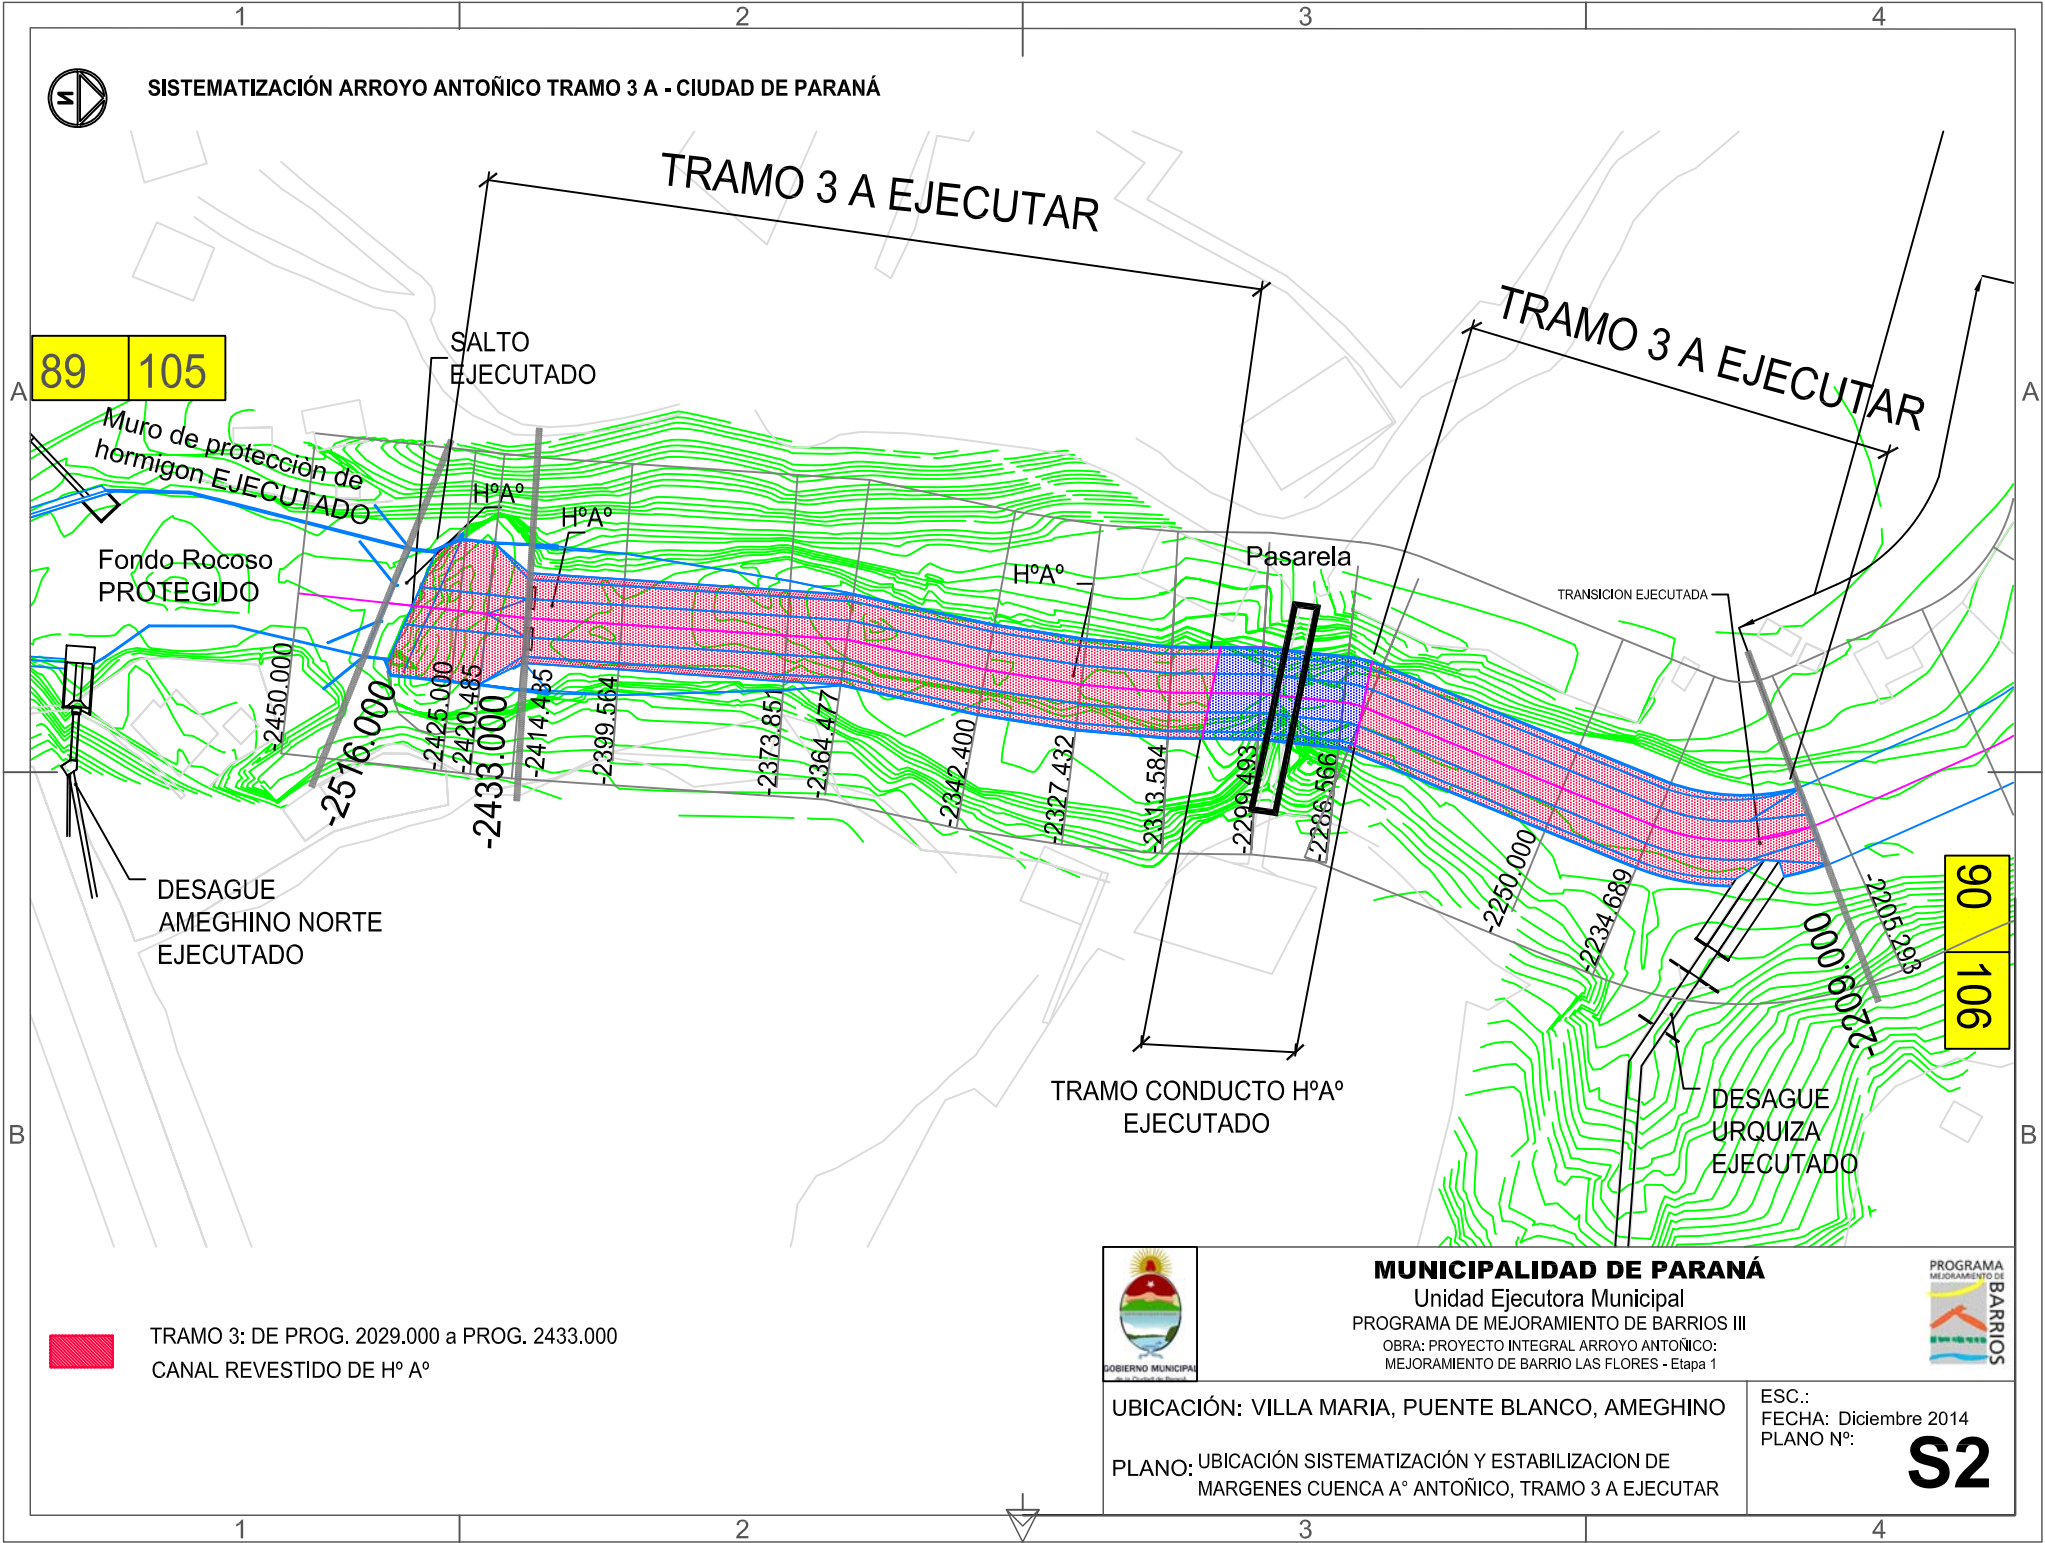 1
2
3
4
N
SISTEMATIZACIÓN ARROYO ANTOÑICO TRAMO 3 A - CIUDAD DE PARANÁ
TRAMO 3 A EJECUTAR
TRAMO 3 A EJECUTAR
SALTO
EJECUTADO
89
105
A
A
Muro de protecciòn de
hormigon EJECUTADO
HºAº
HºAº
HºAº
Pasarela
Fondo Rocoso
PROTEGIDO
TRANSICION EJECUTADA
-2450.000
-2516.000
-2425.000
-2420.485
-2433.000
-2414.435
-2399.564
-2373.851
-2364.477
-2342.400
-2327.432
-2313.584
-2299.493
-2286.566
-2250.000
-2234.689
-2209.000
-2205.293
90
106
DESAGUE
AMEGHINO NORTE
EJECUTADO
TRAMO CONDUCTO HºAº
EJECUTADO
DESAGUE
URQUIZA
EJECUTADO
B
B
TRAMO 3: DE PROG. 2029.000 a PROG. 2433.000
CANAL REVESTIDO DE Hº Aº
GOBIERNO MUNICIPAL
de la Ciudad de Paraná
MUNICIPALIDAD DE PARANÁ
Unidad Ejecutora Municipal
PROGRAMA DE MEJORAMIENTO DE BARRIOS III
OBRA: PROYECTO INTEGRAL ARROYO ANTOÑICO:
MEJORAMIENTO DE BARRIO LAS FLORES - Etapa 1
PROGRAMA
MEJORAMIENTO DE
BARRIOS
UBICACIÓN: VILLA MARIA, PUENTE BLANCO, AMEGHINO
PLANO: UBICACIÓN SISTEMATIZACIÓN Y ESTABILIZACION DE
MARGENES CUENCA A° ANTOÑICO, TRAMO 3 A EJECUTAR
ESC.:
FECHA: Diciembre 2014
PLANO Nº:
S2
1
2
3
4